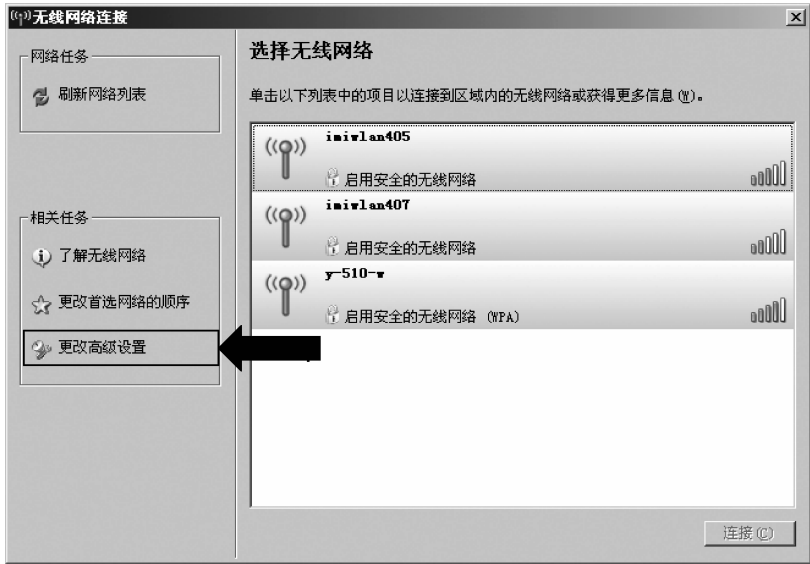 无线网络连接
网络任务
刷新网络列表
相关任务
了解无线网络
更改首选网络的顺序
更改高级设置
选择无线网络
单击以下列表中的项目以连接到区域内的无线网络或获得更多信息(W)。
imiwlan405
启用安全的无线网络
imiwlan407
启用安全的无线网络
y-510-w
启用安全的无线网络 (WPA)
连接(C)